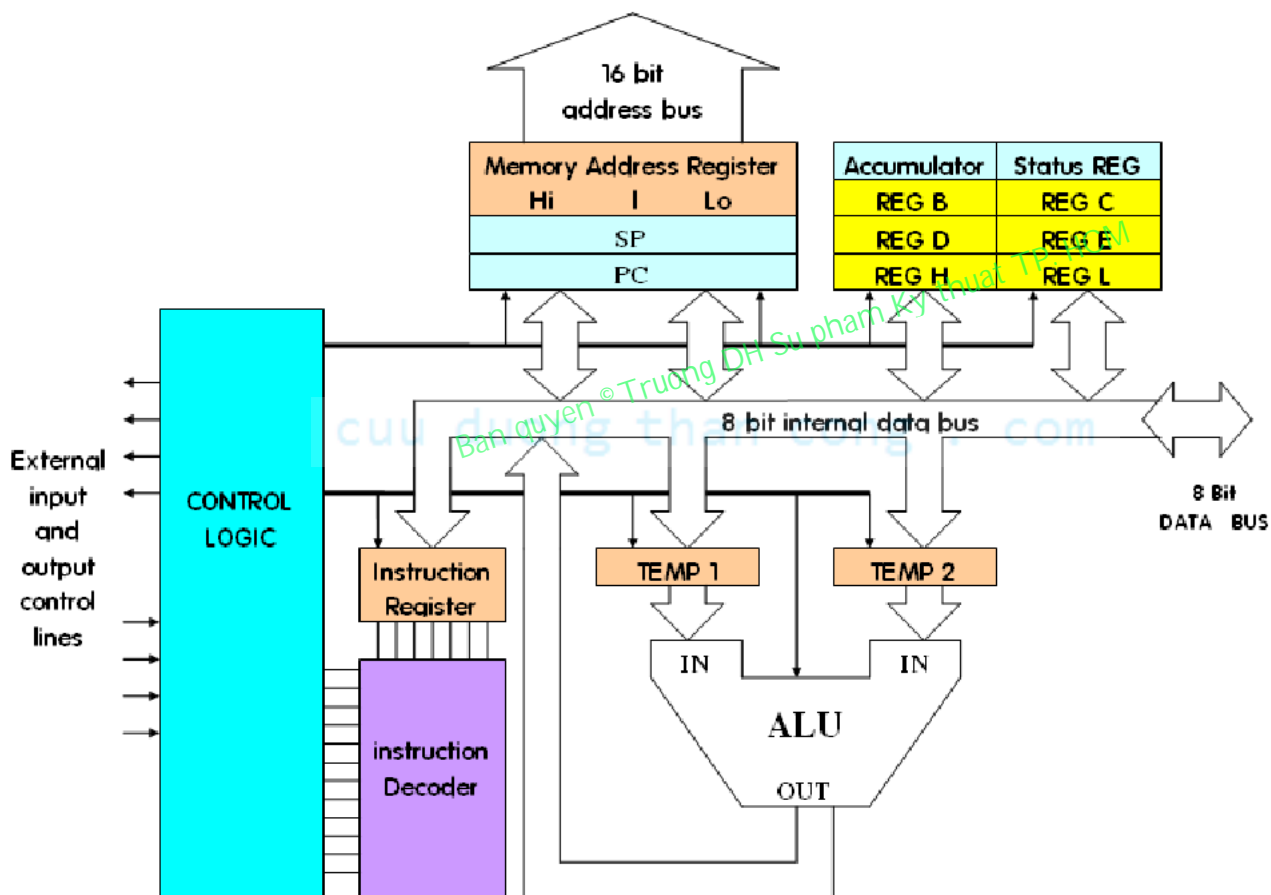 16 bit
address bus
Memory Address Register
Hi I Lo
SP
PC
Accumulator
Status REG
REG B
REG C
REG D
REG E
REG H
REG L
Ban quyen © Truong DH Su pham Ky thuat TP. HCM
cuu duong than cong . com
8 bit internal data bus
8 Bit
DATA BUS
External
input
and
output
control
lines
CONTROL
LOGIC
Instruction
Register
TEMP 1
TEMP 2
IN
IN
ALU
OUT
instruction
Decoder